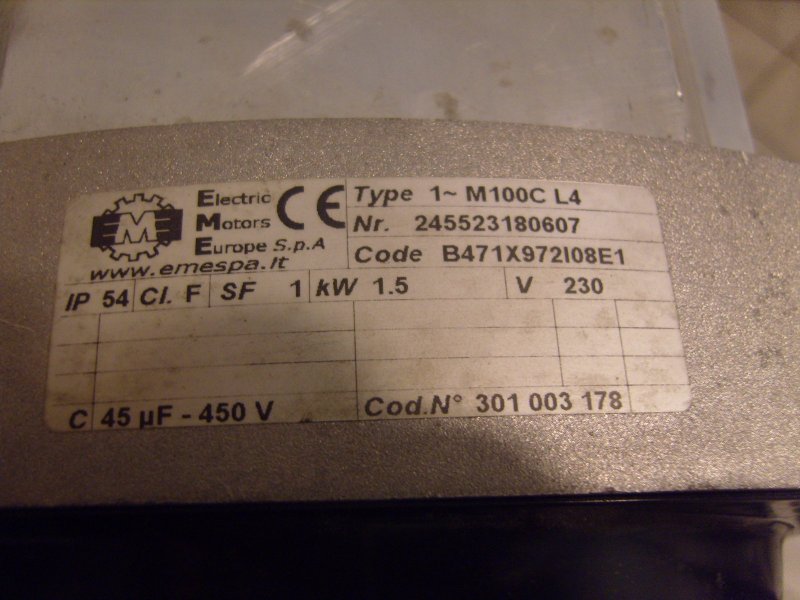 Electric
Motors
Europe S.p.A
www.emespa.it
CE
Type 1~ M100C L4
Nr. 245523180607
Code B471X972I08E1
IP 54 Cl. F SF 1 kW 1.5 V 230
C 45 µF - 450 V Cod.N° 301 003 178